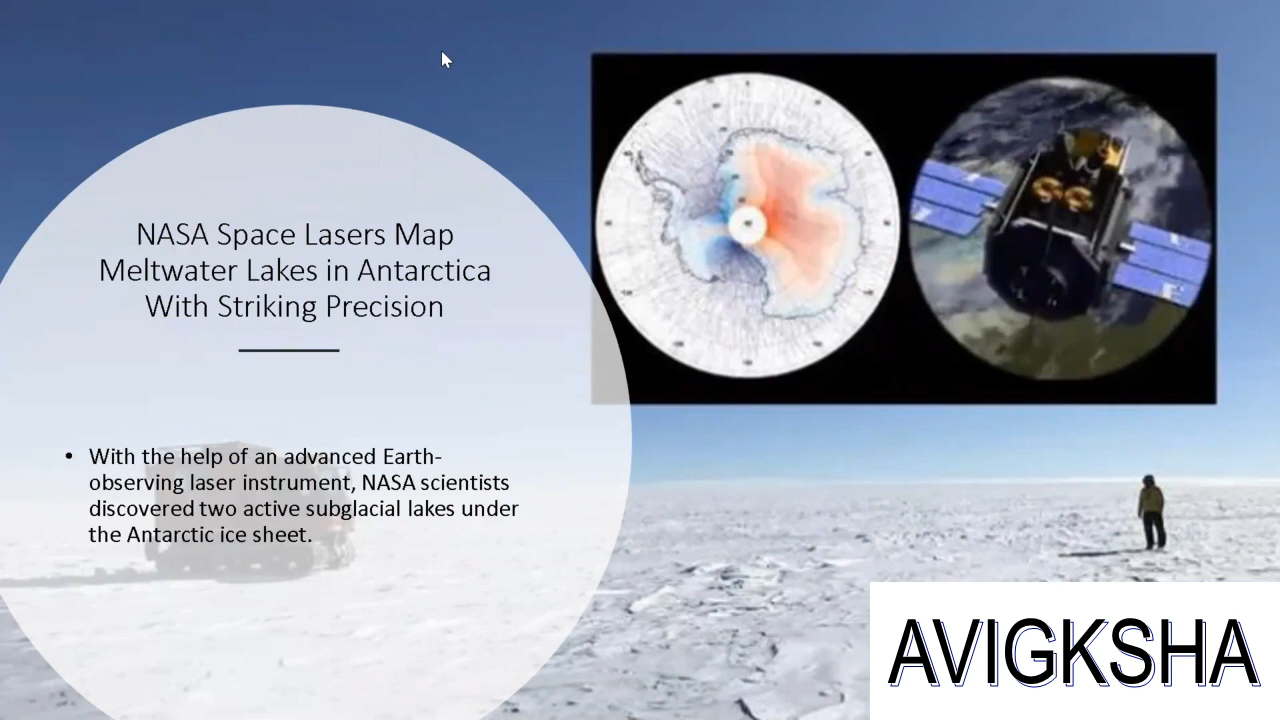 NASA Space Lasers Map
Meltwater Lakes in Antarctica
With Striking Precision
• With the help of an advanced Earth-
observing laser instrument, NASA scientists
discovered two active subglacial lakes under
the Antarctic ice sheet.
AVIGKSHA